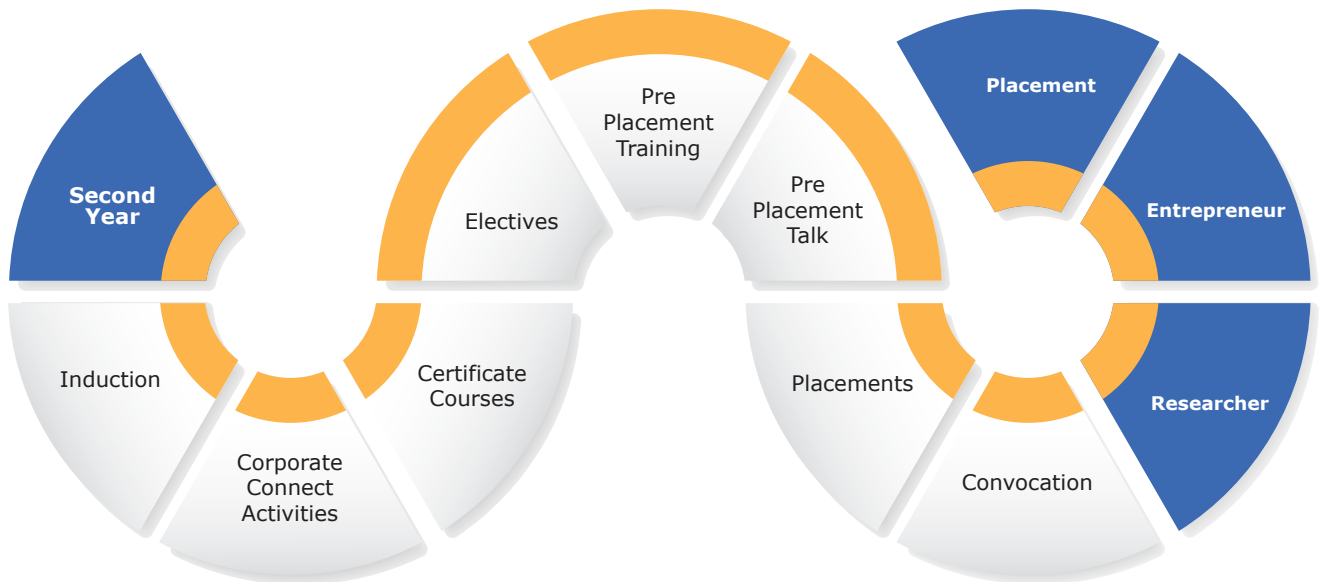 Second
Year
Induction
Corporate
Connect
Activities
Certificate
Courses
Electives
Pre
Placement
Training
Pre
Placement
Talk
Placements
Convocation
Researcher
Entrepreneur
Placement